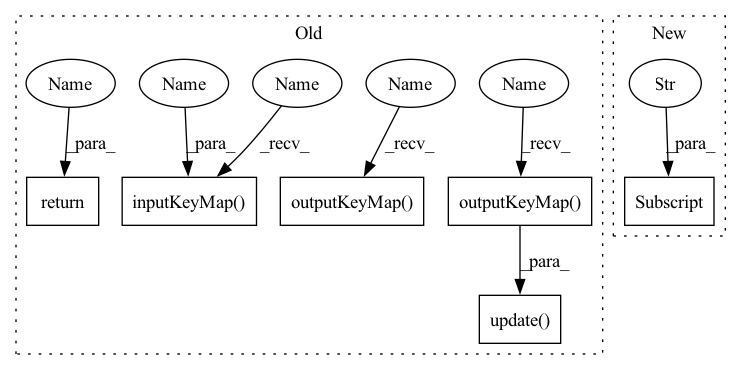 Old
New
Name
Name
Name
Name
Name
Str
_para_
_para_
_recv_
_recv_
_recv_
_para_
return
inputKeyMap()
outputKeyMap()
outputKeyMap()
Subscript
_para_
update()